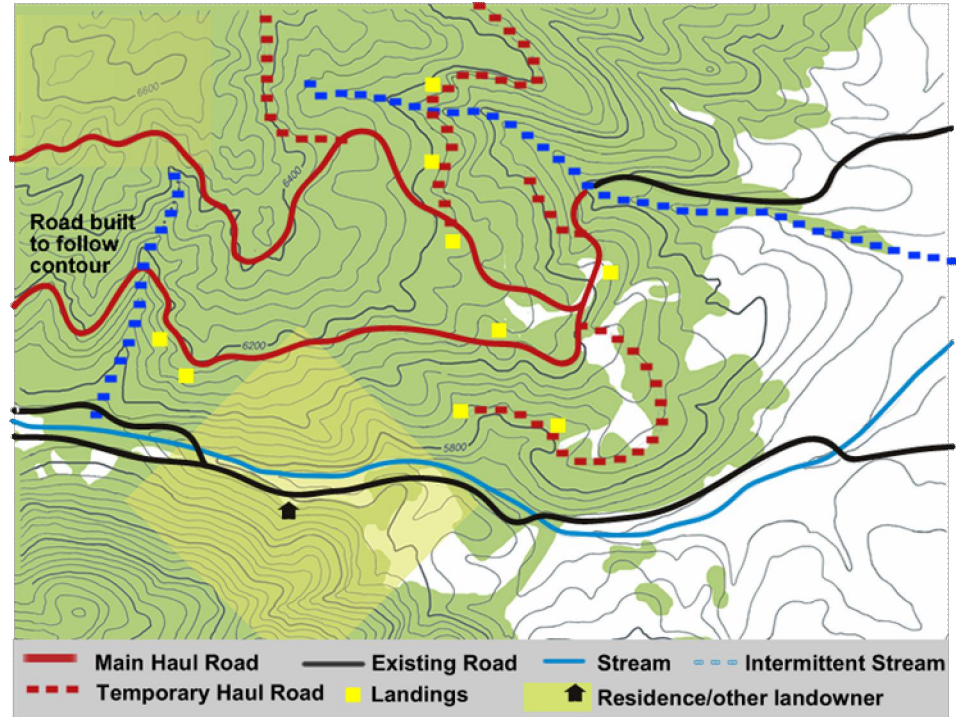 6600
6400
Road built
to follow
contour
6200
5800
Main Haul Road
Existing Road
Stream
Intermittent Stream
Temporary Haul Road
Landings
Residence/other landowner